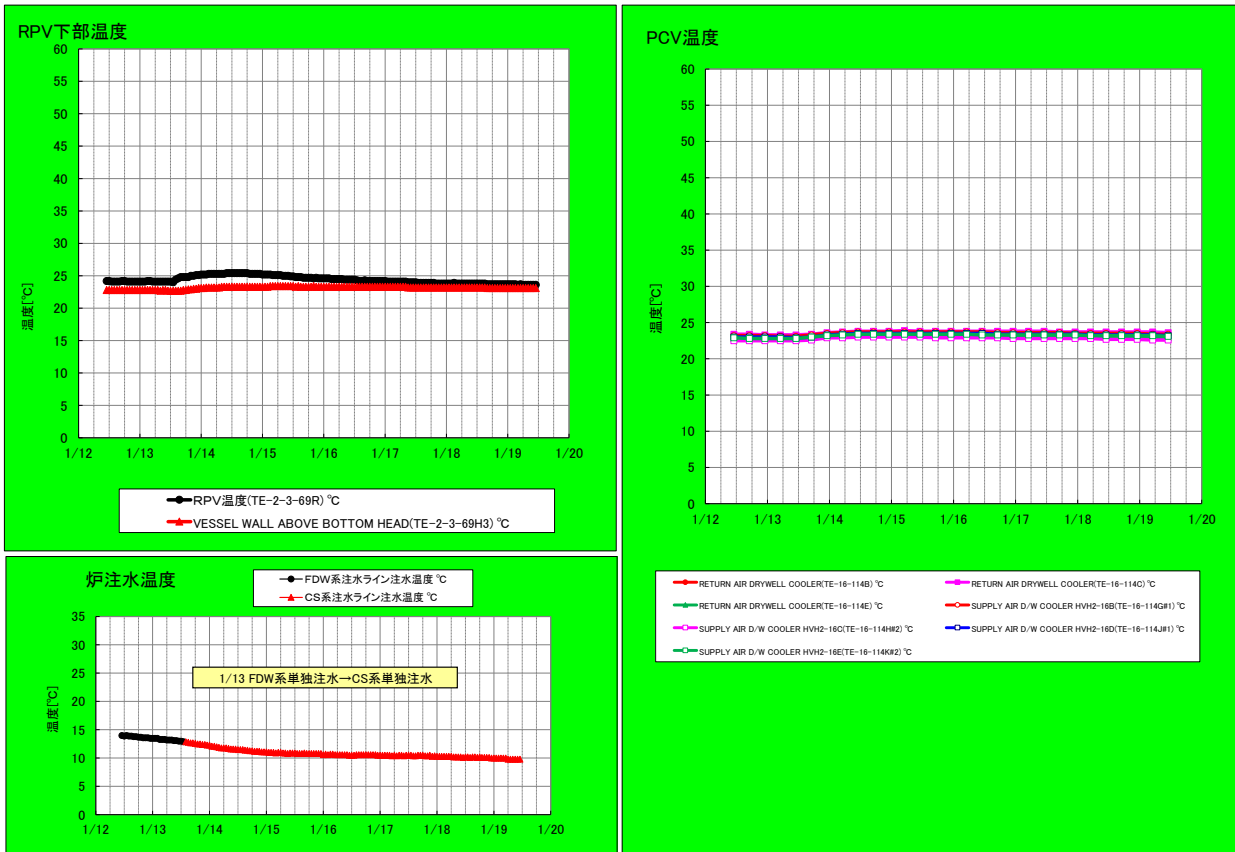 RPV下部温度
60
55
50
45
40
35
30
25
20
15
10
5
0
温度[℃]
1/12 1/13 1/14 1/15 1/16 1/17 1/18 1/19 1/20
RPV温度(TE-2-3-69R) ℃
VESSEL WALL ABOVE BOTTOM HEAD(TE-2-3-69H3) ℃
炉注水温度
FDW系注水ライン注水温度 ℃
CS系注水ライン注水温度 ℃
35
30
25
20
15
10
5
0
温度[℃]
1/13 FDW系単独注水→CS系単独注水
1/12 1/13 1/14 1/15 1/16 1/17 1/18 1/19 1/20
PCV温度
60
55
50
45
40
35
30
25
20
15
10
5
0
温度[℃]
1/12 1/13 1/14 1/15 1/16 1/17 1/18 1/19 1/20
RETURN AIR DRYWELL COOLER(TE-16-114B) ℃
RETURN AIR DRYWELL COOLER(TE-16-114C) ℃
RETURN AIR DRYWELL COOLER(TE-16-114E) ℃
SUPPLY AIR D/W COOLER HVH2-16B(TE-16-114G#1) ℃
SUPPLY AIR D/W COOLER HVH2-16C(TE-16-114H#2) ℃
SUPPLY AIR D/W COOLER HVH2-16D(TE-16-114J#1) ℃
SUPPLY AIR D/W COOLER HVH2-16E(TE-16-114K#2) ℃